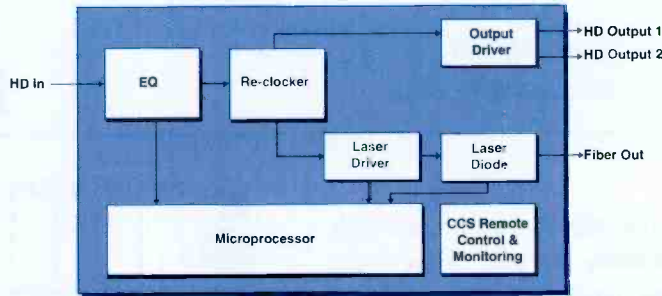 Output
Driver
HD Output 1
HD Output 2
HD in
EQ
Re-clocker
Laser
Driver
Laser
Diode
Fiber Out
Microprocessor
CCS Remote
Control &
Monitoring